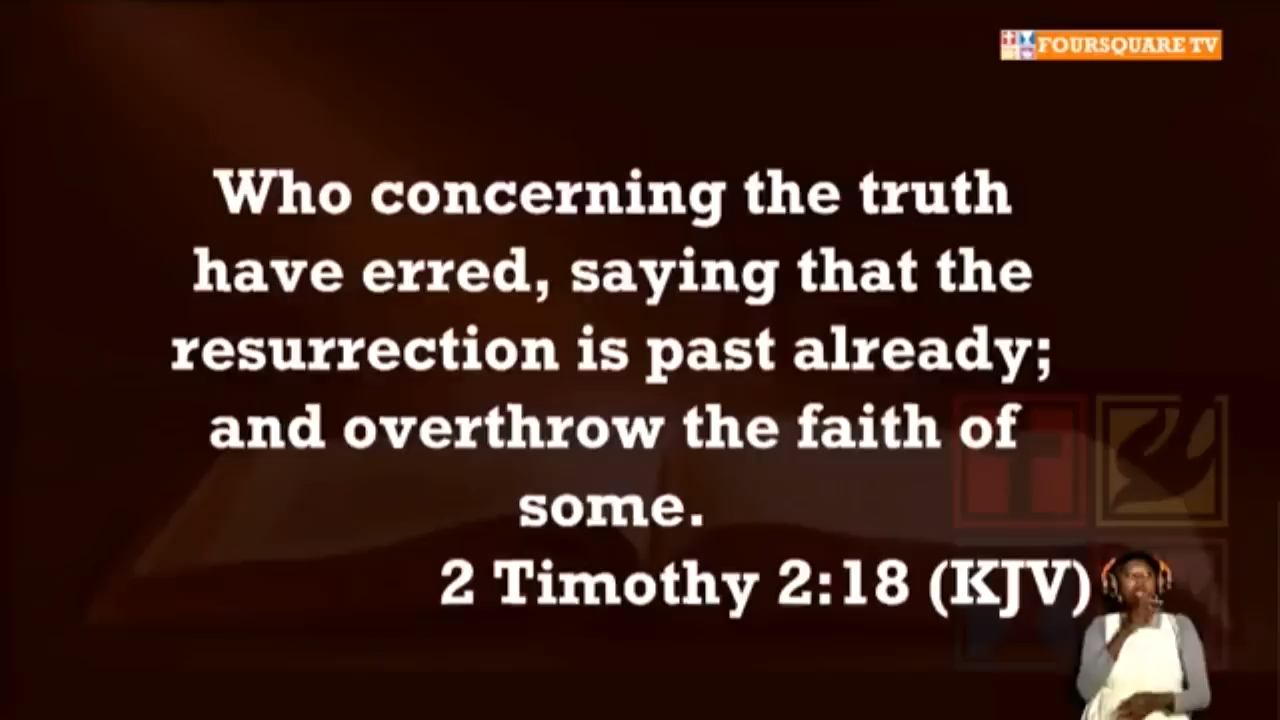 FOURSQUARE TV
Who concerning the truth
have erred, saying that the
resurrection is past already;
and overthrow the faith of
some.
2 Timothy 2:18 (KJV)